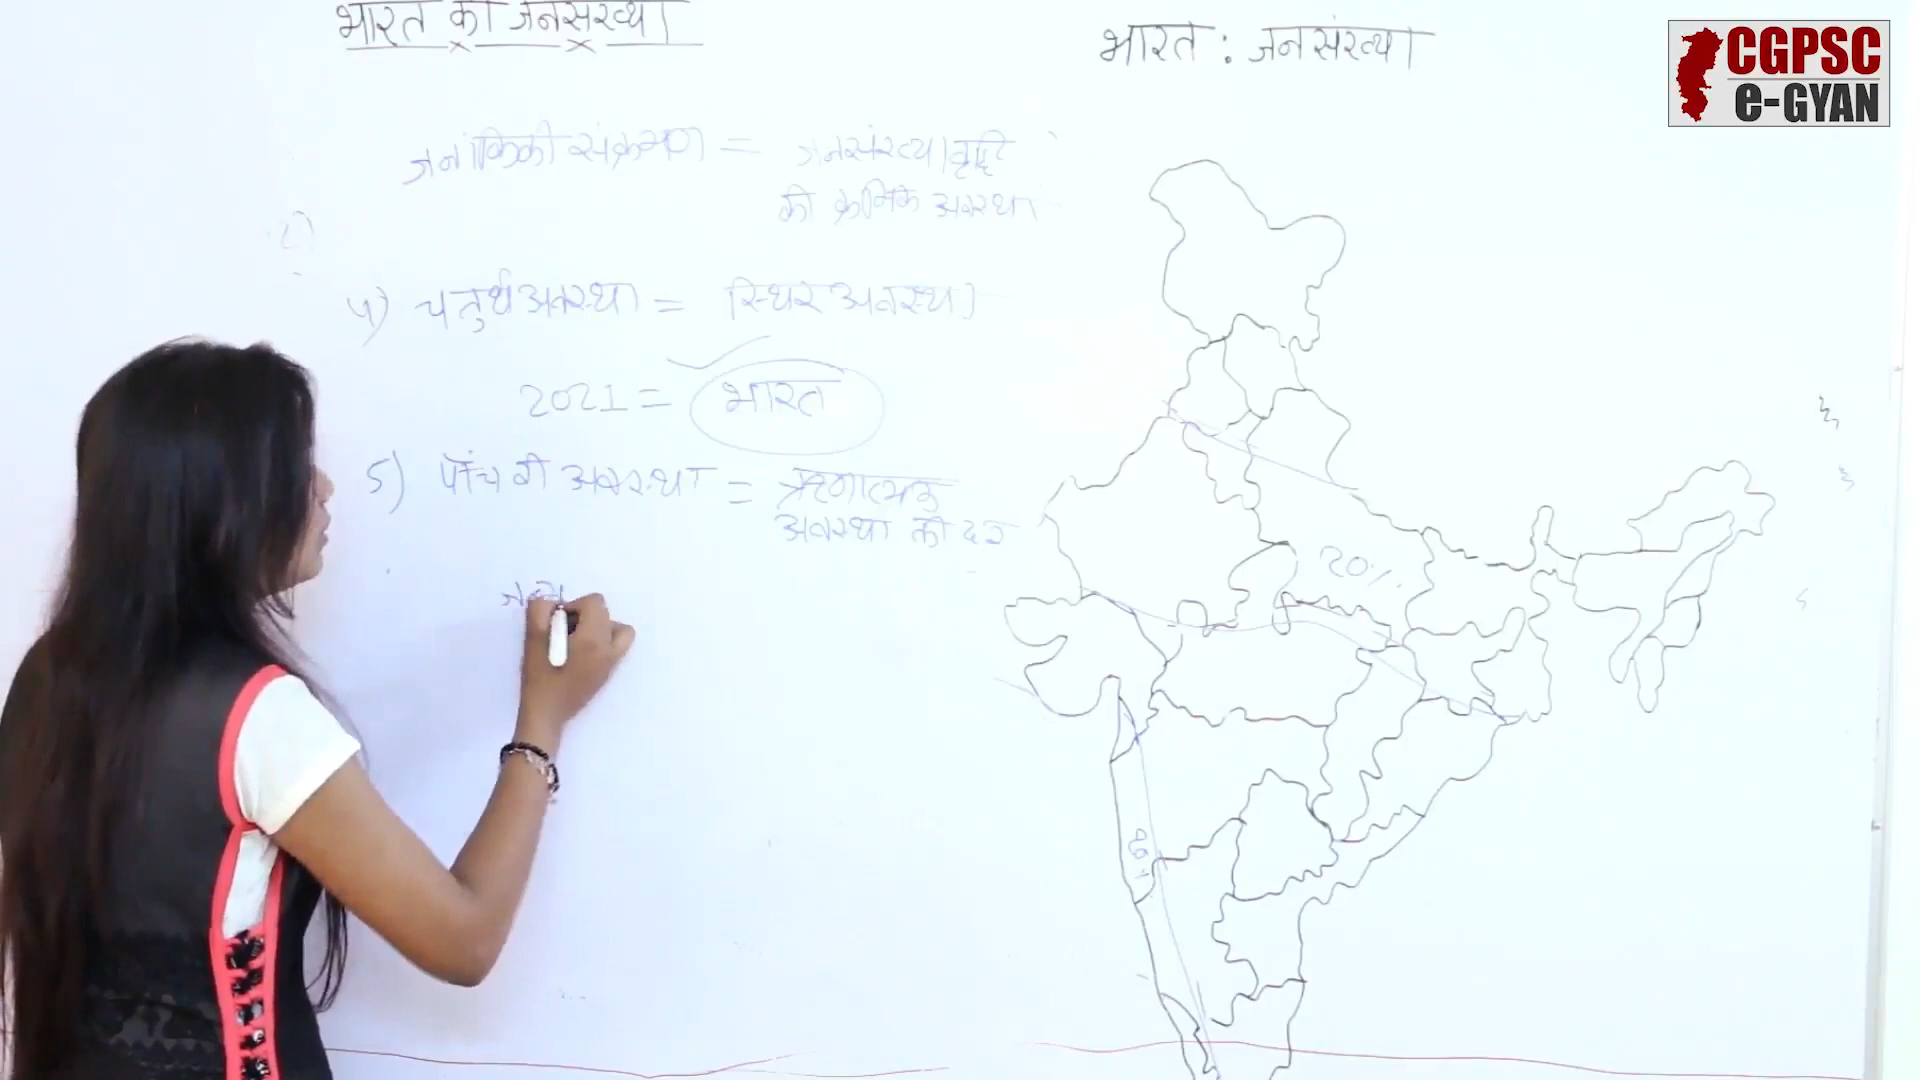 भारत की जनसंख्या
भारत : जनसंख्या
CGPSC
e-GYAN
जनांकिकी संक्रमण = जनसंख्या वृद्धि
की क्रमिक अवस्था
4) चतुर्थ अवस्था = स्थिर अवस्था
2021 = भारत
5) पाँचवी अवस्था = ऋणात्मक
अवस्था की दर
20%